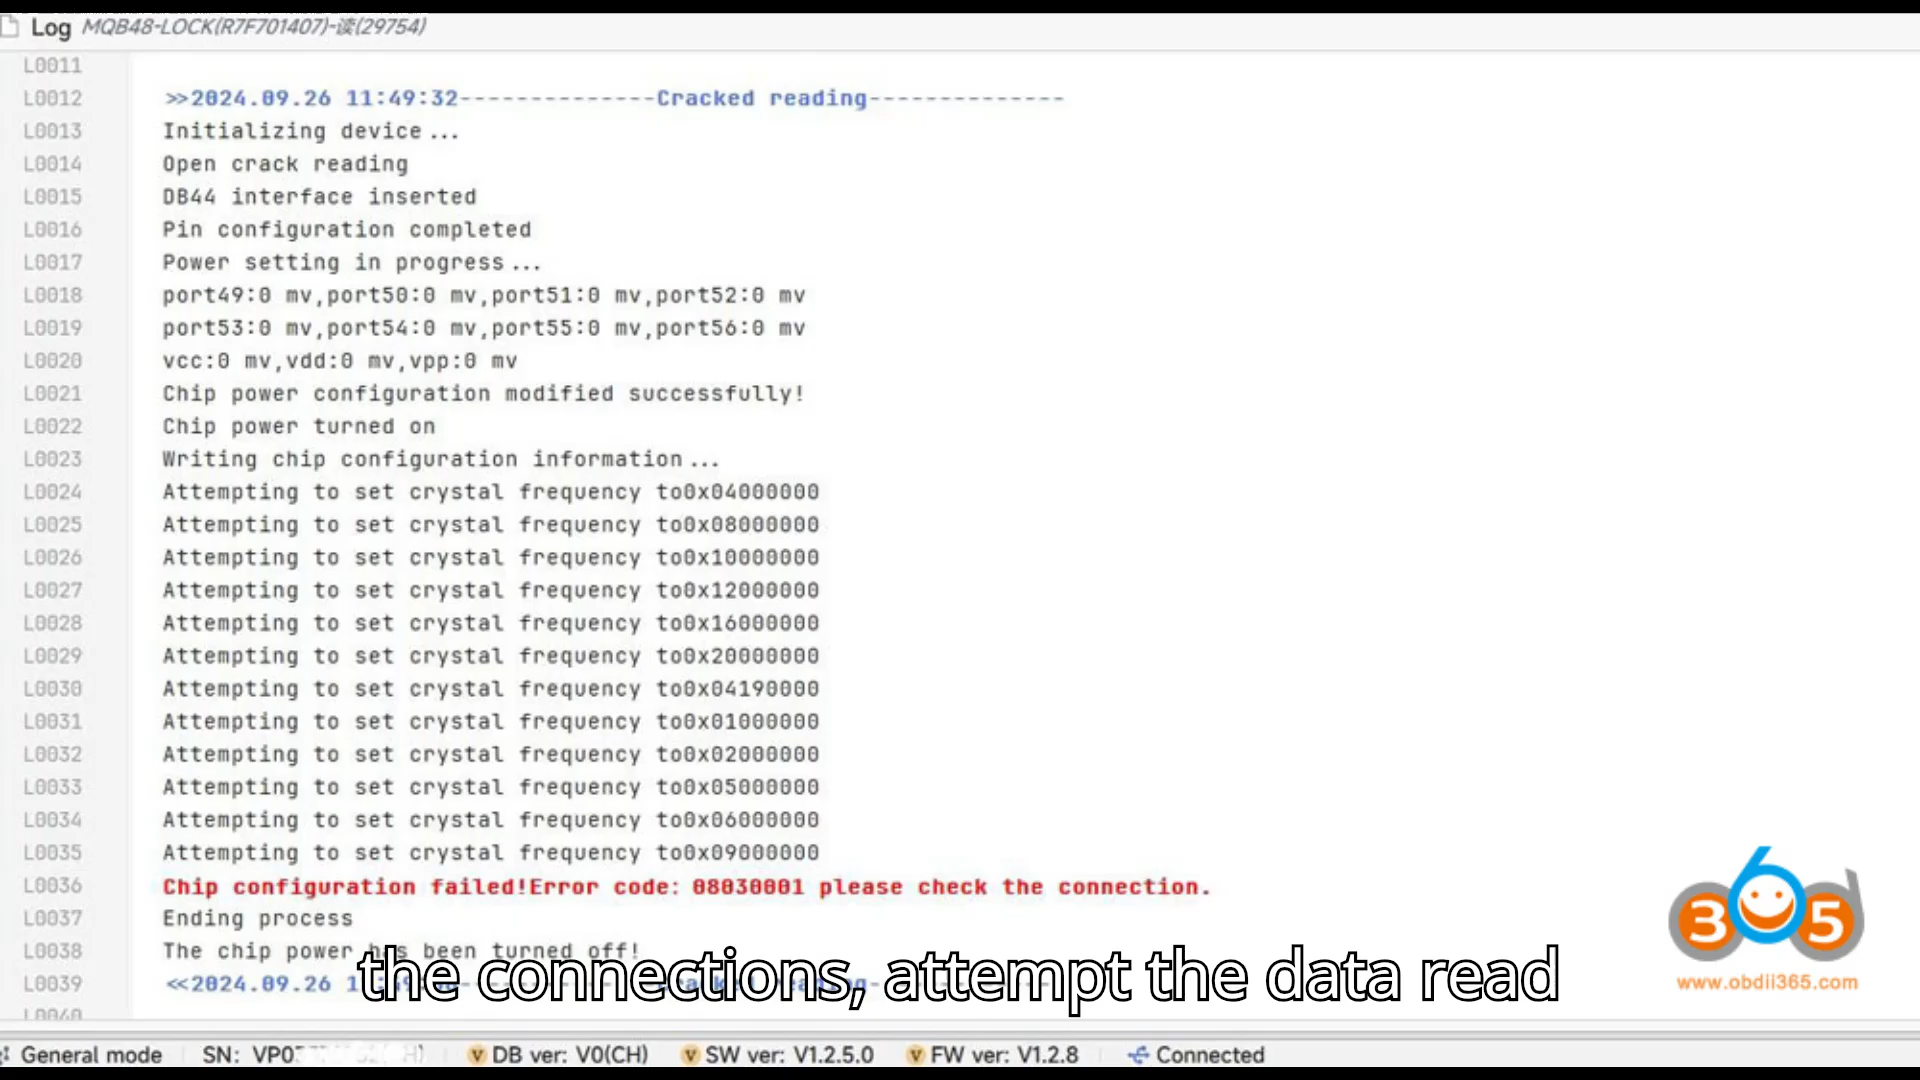 Log MQB48-LOCK(R7F701407)-读(29754)
L0011
L0012 >>2024.09.26 11:49:32--------------Cracked reading--------------
L0013 Initializing device...
L0014 Open crack reading
L0015 DB44 interface inserted
L0016 Pin configuration completed
L0017 Power setting in progress...
L0018 port49:0 mv,port50:0 mv,port51:0 mv,port52:0 mv
L0019 port53:0 mv,port54:0 mv,port55:0 mv,port56:0 mv
L0020 vcc:0 mv,vdd:0 mv,vpp:0 mv
L0021 Chip power configuration modified successfully!
L0022 Chip power turned on
L0023 Writing chip configuration information...
L0024 Attempting to set crystal frequency to0x04000000
L0025 Attempting to set crystal frequency to0x08000000
L0026 Attempting to set crystal frequency to0x10000000
L0027 Attempting to set crystal frequency to0x12000000
L0028 Attempting to set crystal frequency to0x16000000
L0029 Attempting to set crystal frequency to0x20000000
L0030 Attempting to set crystal frequency to0x04190000
L0031 Attempting to set crystal frequency to0x01000000
L0032 Attempting to set crystal frequency to0x02000000
L0033 Attempting to set crystal frequency to0x05000000
L0034 Attempting to set crystal frequency to0x06000000
L0035 Attempting to set crystal frequency to0x09000000
L0036 Chip configuration failed!Error code: 08030001 please check the connection.
L0037 Ending process
L0038 The chip power has been turned off!
L0039 <<2024.09.26
L0040
the connections, attempt the data read
365
www.obdii365.com
General mode SN: VP0 DB ver: V0(CH) SW ver: V1.2.5.0 FW ver: V1.2.8 Connected